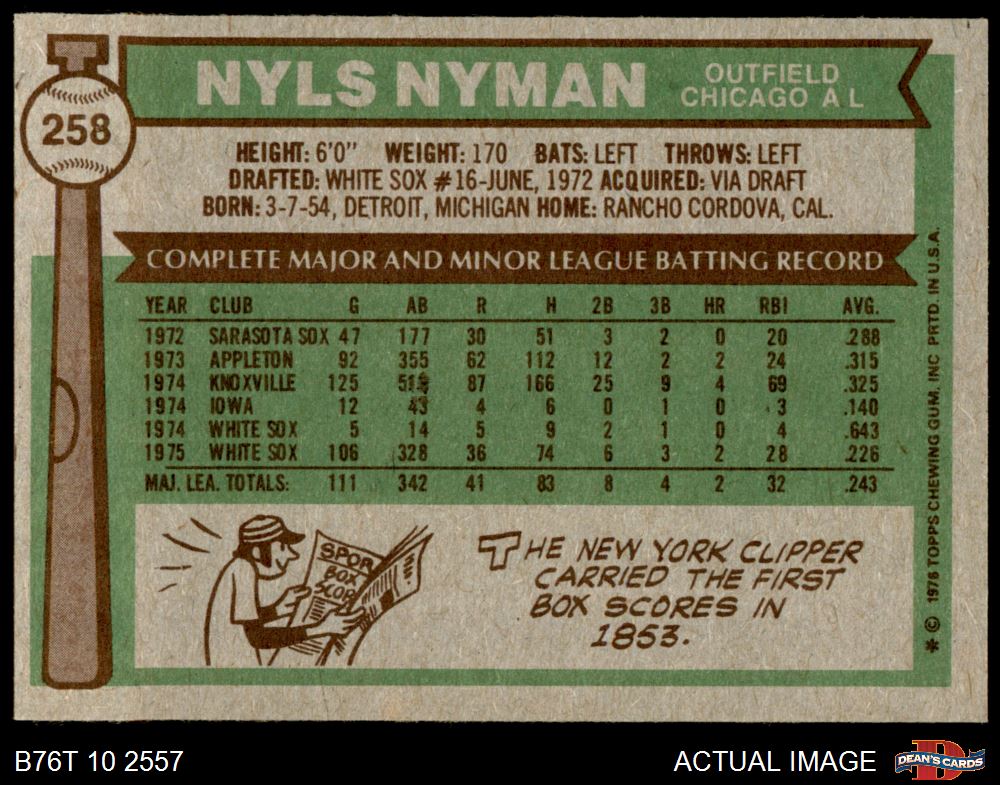 258
NYLS NYMAN
OUTFIELD
CHICAGO A L
HEIGHT: 6'0" WEIGHT: 170 BATS: LEFT THROWS: LEFT
DRAFTED: WHITE SOX #16-JUNE, 1972 ACQUIRED: VIA DRAFT
BORN: 3-7-54, DETROIT, MICHIGAN HOME: RANCHO CORDOVA, CAL.
COMPLETE MAJOR AND MINOR LEAGUE BATTING RECORD
YEAR CLUB G AB R H 2B 3B HR RBI AVG.
1972 SARASOTA SOX 47 177 30 51 3 2 0 20 .288
1973 APPLETON 92 355 62 112 12 2 2 24 .315
1974 KNOXVILLE 125 87 166 25 9 4 69 .325
1974 IOWA 12 43 4 6 0 1 0 3 .140
1974 WHITE SOX 5 14 5 9 2 1 0 4 .643
1975 WHITE SOX 106 328 36 74 6 3 2 28 .226
MAJ. LEA. TOTALS: 111 342 41 83 8 4 2 32 .243
SPOR
BOX
SCOR
THE NEW YORK CLIPPER
CARRIED THE FIRST
BOX SCORES IN
1853.
* © 1976 TOPPS CHEWING GUM, INC PRTD. IN U.S.A.
B76T 10 2557
ACTUAL IMAGE
D
DEAN'S CARDS